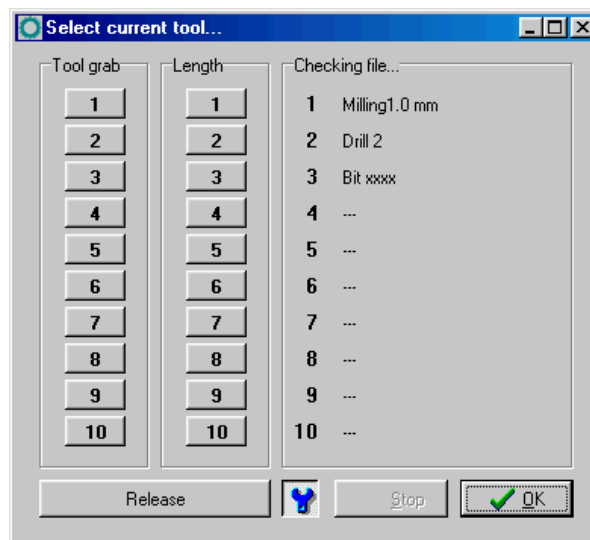 Select current tool...
Tool grab Length Checking file...
1 1 1 Milling1.0 mm
2 2 2 Drill 2
3 3 3 Bit xxxx
4 4 4 ---
5 5 5 ---
6 6 6 ---
7 7 7 ---
8 8 8 ---
9 9 9 ---
10 10 10 ---
Release Stop OK